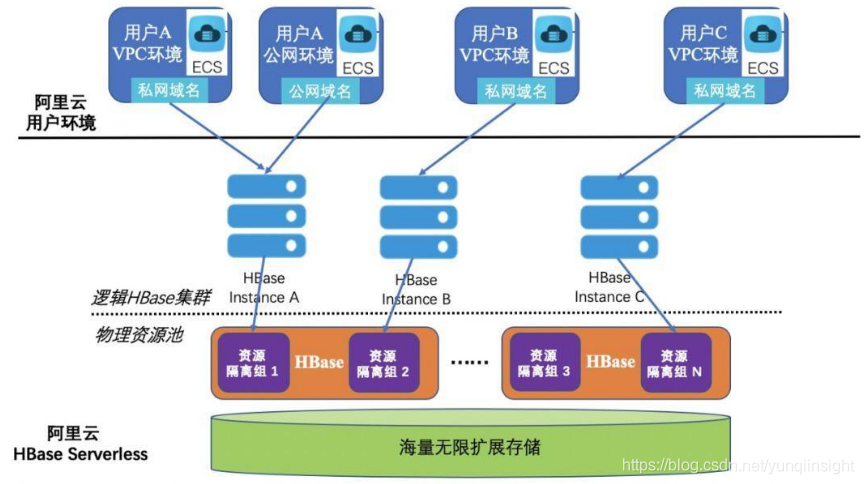 用户A
VPC环境
ECS
私网域名
用户A
公网环境
ECS
公网域名
用户B
VPC环境
ECS
私网域名
用户C
VPC环境
ECS
私网域名
阿里云
用户环境
HBase
Instance A
HBase
Instance B
HBase
Instance C
逻辑HBase集群
物理资源池
资源
隔离组 1
HBase
资源
隔离组 2
······
资源
隔离组 3
HBase
资源
隔离组 N
阿里云
HBase Serverless
海量无限扩展存储
https://blog.csdn.net/yunqiinsight